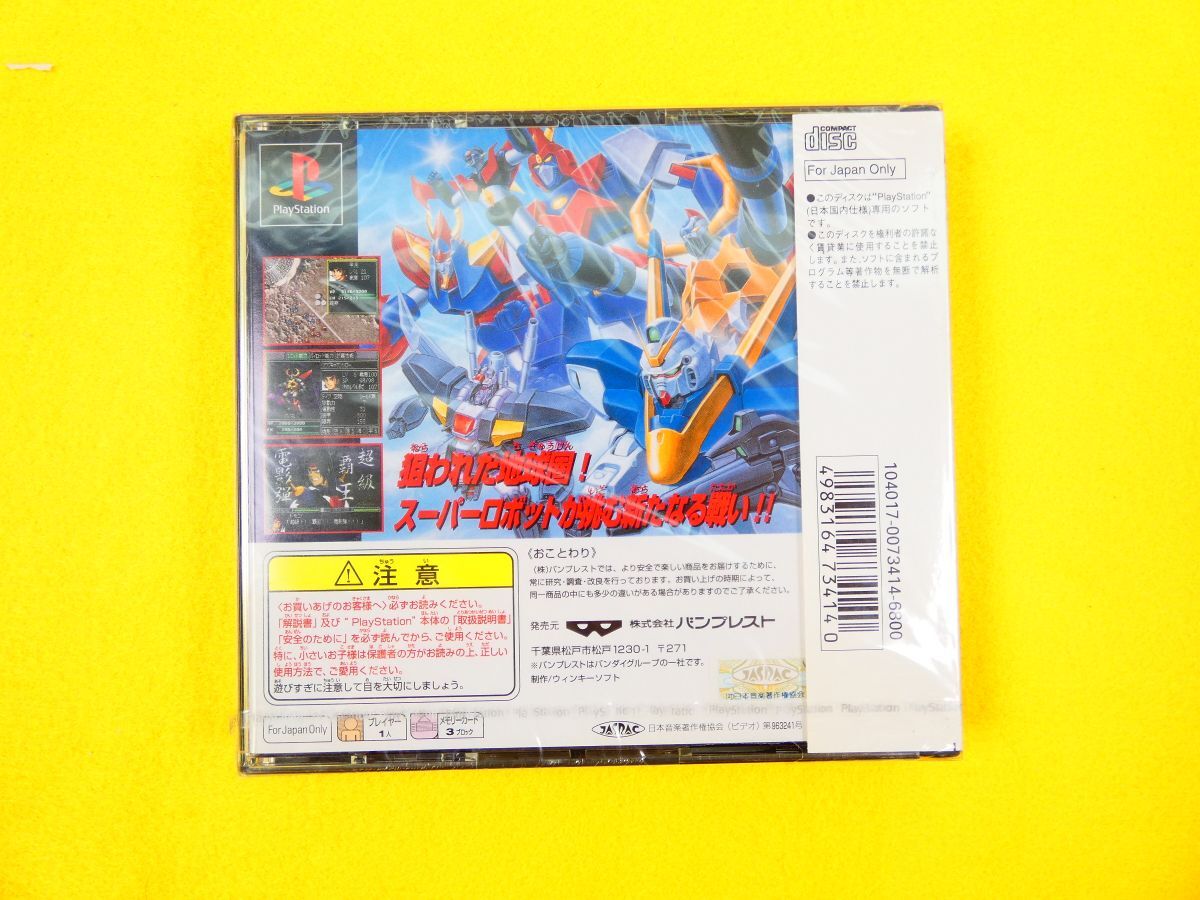 PlayStation
超級
覇王
電影弾
狙われた地球圏!
スーパーロボットが挑む新たなる戦い!!
COMPACT
disc
For Japan Only
●このディスクは"PlayStation"
(日本国内仕様)専用のソフト
です。
●このディスクを権利者の許諾な
く賃貸業に使用することを禁止
します。また、ソフトに含まれるプ
ログラム等著作物を無断で解析
することを禁止します。
104017-0073414-6800
4983164734140
注意
〈お買いあげのお客様へ〉必ずお読みください。
「解説書」及び"PlayStation"本体の「取扱説明書」
「安全のために」を必ず読んでから、ご使用ください。
特に、小さいお子様は保護者の方がお読みの上、正しい
使用方法で、ご愛用ください。
遊びすぎに注意して目を大切にしましょう。
《おことわり》
(株)バンプレストでは、より安全で楽しい商品をお届けするために、
常に研究・調査・改良を行っております。お買い上げの時期によって、
同一商品の中にも多少の違いがある場合がありますのでご了承ください。
発売元 株式会社 バンプレスト
千葉県松戸市松戸1230-1 〒271
※バンプレストはバンダイグループの一社です。
制作/ウィンキーソフト
JASRAC
(社)日本音楽著作権協会
For Japan Only
プレイヤー
1人
メモリーカード
3ブロック
JASRAC 日本音楽著作権協会(ビデオ)第963241号